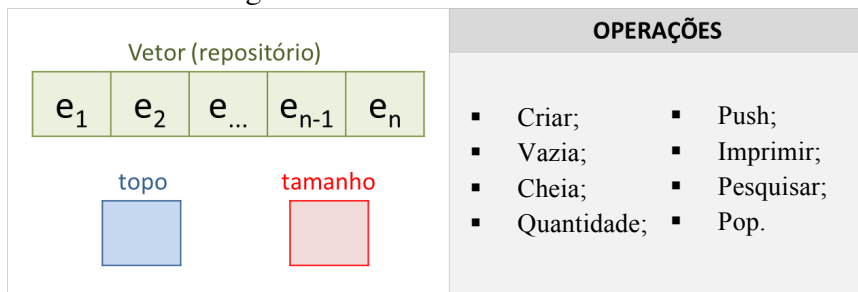 Vetor (repositório)
e1 e2 e... en-1 en
topo tamanho
OPERAÇÕES
▪ Criar;
▪ Vazia;
▪ Cheia;
▪ Quantidade;
▪ Push;
▪ Imprimir;
▪ Pesquisar;
▪ Pop.